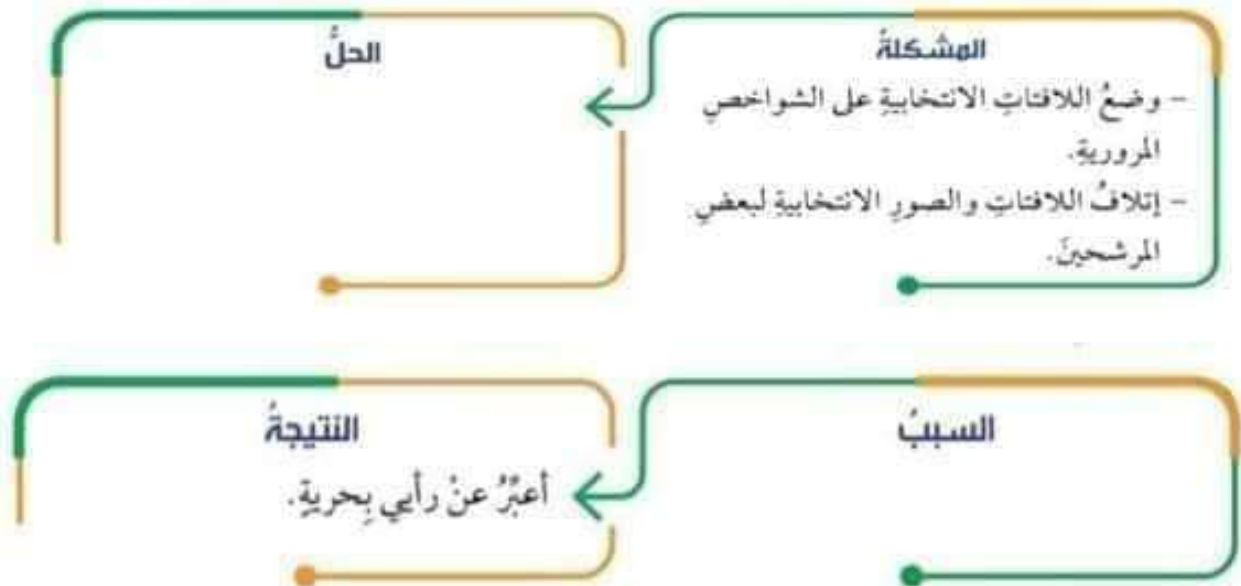 المشكلةُ
- وضعُ اللافتاتِ الانتخابيةِ على الشواخصِ
المروريةِ.
- إتلافُ اللافتاتِ والصورِ الانتخابيةِ لبعضِ
المرشحينَ.
الحلُّ
السببُ
النتيجةُ
أعبّرُ عنْ رأيي بِحريةِ.